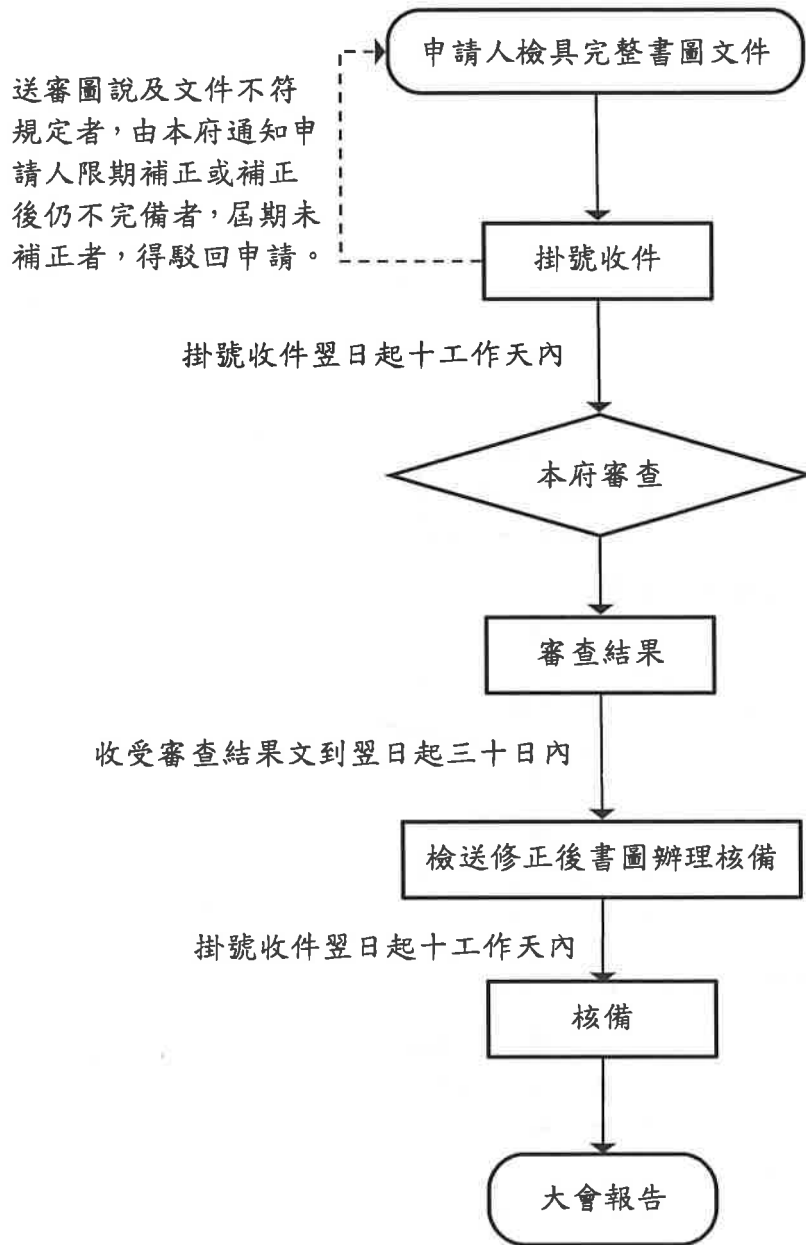 申請人檢具完整書圖文件
送審圖說及文件不符
規定者，由本府通知申
請人限期補正或補正
後仍不完備者，屆期未
補正者，得駁回申請。
掛號收件
掛號收件翌日起十工作天內
本府審查
審查結果
收受審查結果文到翌日起三十日內
檢送修正後書圖辦理核備
掛號收件翌日起十工作天內
核備
大會報告